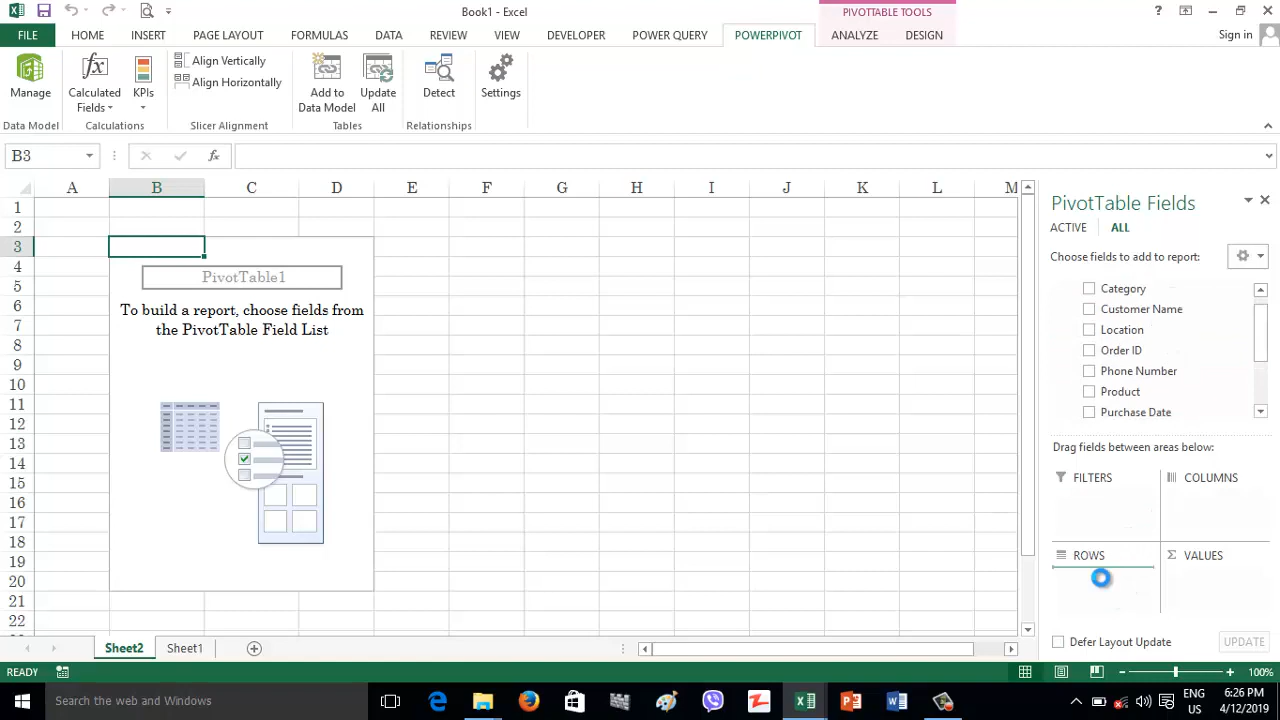 Book1 - Excel
PIVOTTABLE TOOLS
?
FILE HOME INSERT PAGE LAYOUT FORMULAS DATA REVIEW VIEW DEVELOPER POWER QUERY POWERPIVOT ANALYZE DESIGN Sign in
Manage
fx
Calculated Fields
KPIs
Align Vertically
Align Horizontally
Add to Data Model
Update All
Detect
Settings
Data Model Calculations Slicer Alignment Tables Relationships
B3 fx
A B C D E F G H I J K L M
1
2
3
4
5
6
7
8
9
10
11
12
13
14
15
16
17
18
19
20
21
22
PivotTable1
To build a report, choose fields from
the PivotTable Field List
PivotTable Fields
ACTIVE ALL
Choose fields to add to report:
Category
Customer Name
Location
Order ID
Phone Number
Product
Purchase Date
Drag fields between areas below:
FILTERS COLUMNS
ROWS Σ VALUES
Defer Layout Update UPDATE
Sheet2 Sheet1
READY 100%
Search the web and Windows
ENG 6:26 PM
US 4/12/2019